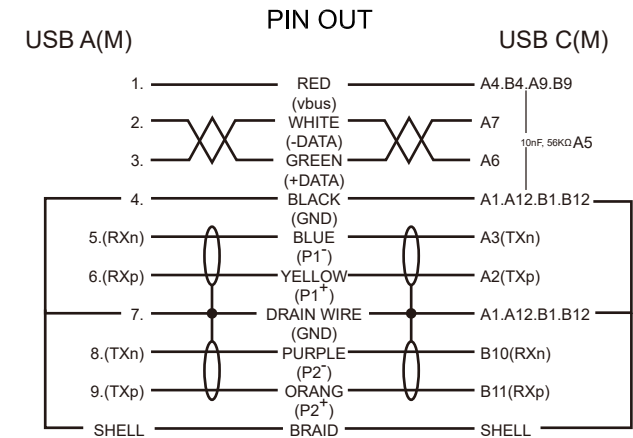 PIN OUT
USB A(M) USB C(M)
1. RED A4.B4.A9.B9
(vbus)
2. WHITE A7
(-DATA) 10nF, 56KΩ A5
3. GREEN A6
(+DATA)
4. BLACK A1.A12.B1.B12
(GND)
5.(RXn) BLUE A3(TXn)
(P1-)
6.(RXp) YELLOW A2(TXp)
(P1+)
7. DRAIN WIRE A1.A12.B1.B12
(GND)
8.(TXn) PURPLE B10(RXn)
(P2-)
9.(TXp) ORANG B11(RXp)
(P2+)
SHELL BRAID SHELL